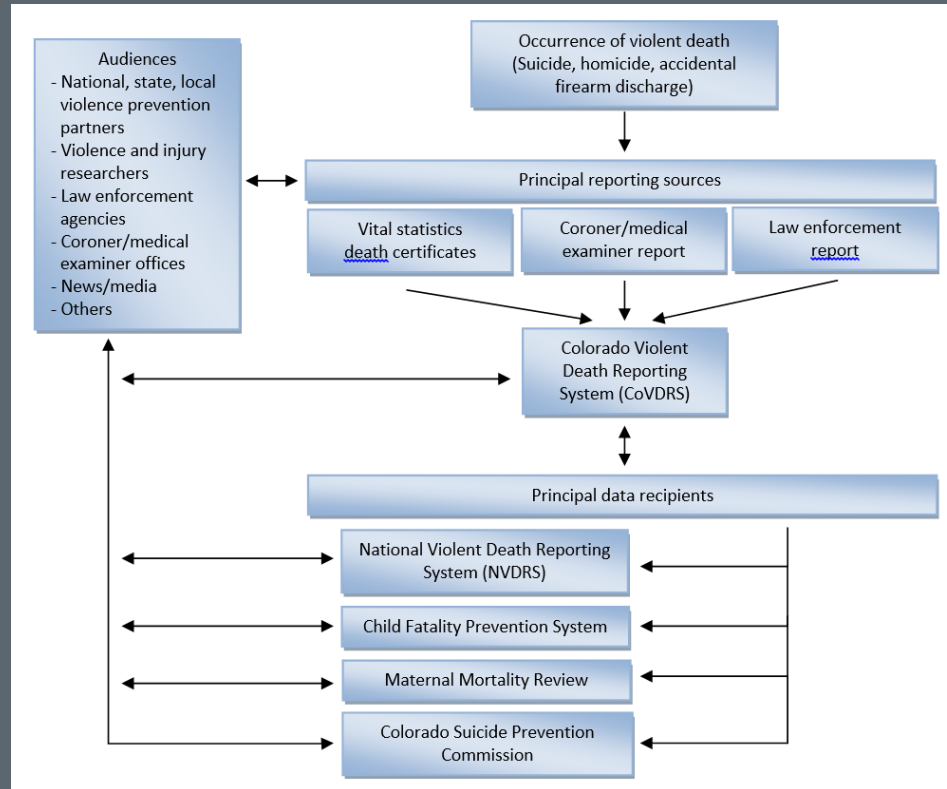 Audiences
- National, state, local
violence prevention
partners
- Violence and injury
researchers
- Law enforcement
agencies
- Coroner/medical
examiner offices
- News/media
- Others
Occurrence of violent death
(Suicide, homicide, accidental
firearm discharge)
Principal reporting sources
Vital statistics
death certificates
Coroner/medical
examiner report
Law enforcement
report
Colorado Violent
Death Reporting
System (CoVDRS)
Principal data recipients
National Violent Death Reporting
System (NVDRS)
Child Fatality Prevention System
Maternal Mortality Review
Colorado Suicide Prevention
Commission